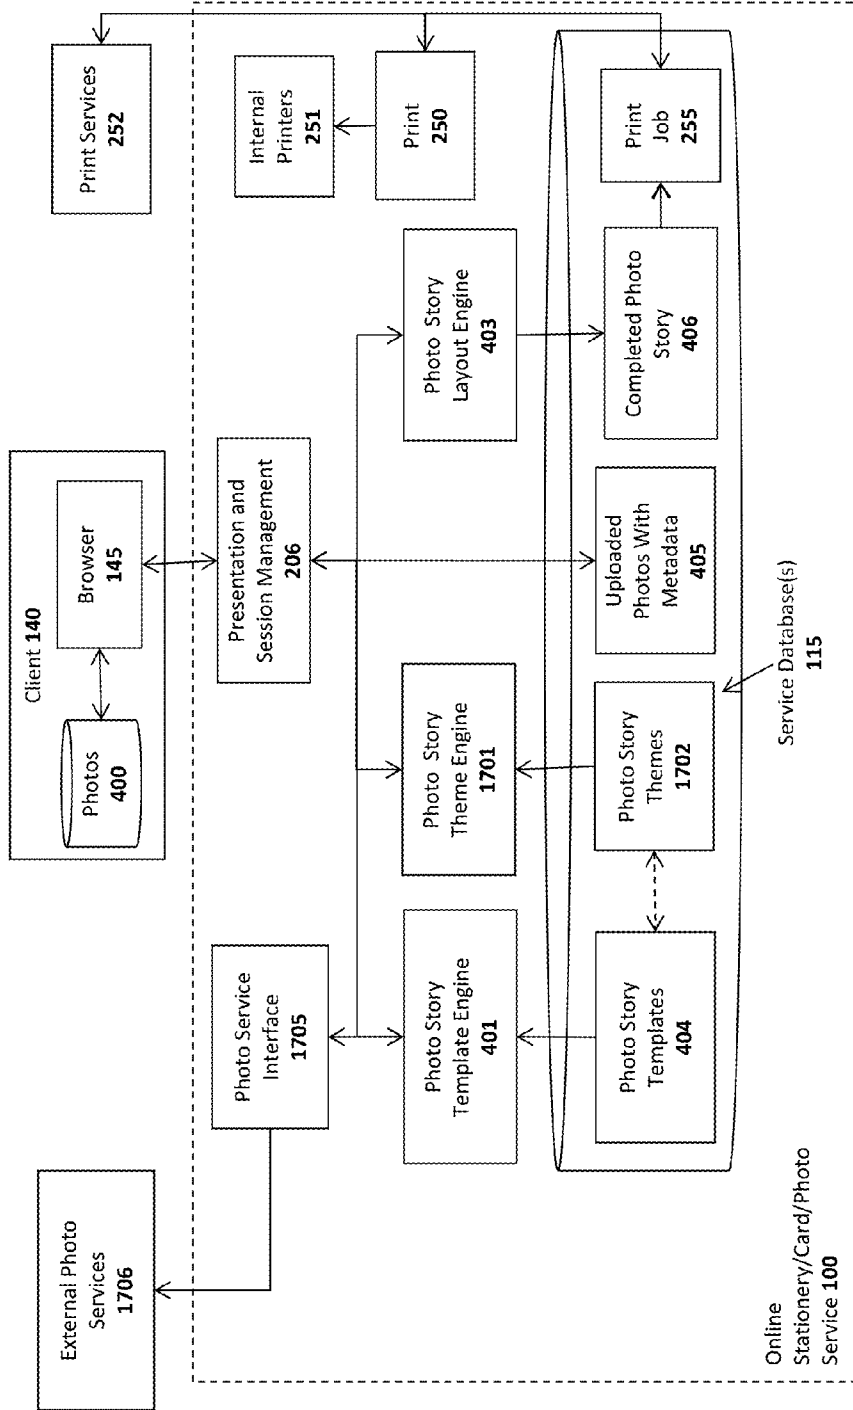 External Photo
Services
1706
Client 140
Photos
400
Browser
145
Print Services
252
Photo Service
Interface
1705
Presentation and
Session Management
206
Internal
Printers
251
Photo Story
Template Engine
401
Photo Story
Theme Engine
1701
Photo Story
Layout Engine
403
Print
250
Photo Story
Templates
404
Photo Story
Themes
1702
Uploaded
Photos With
Metadata
405
Completed Photo
Story
406
Print
Job
255
Service Database(s)
115
Online
Stationery/Card/Photo
Service 100